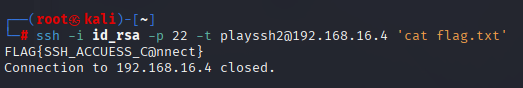 ┌──(root㉿kali)-[~]
└─# ssh -i id_rsa -p 22 -t playssh2@192.168.16.4 'cat flag.txt'
FLAG{SSH_ACCUESS_C@nnect}
Connection to 192.168.16.4 closed.